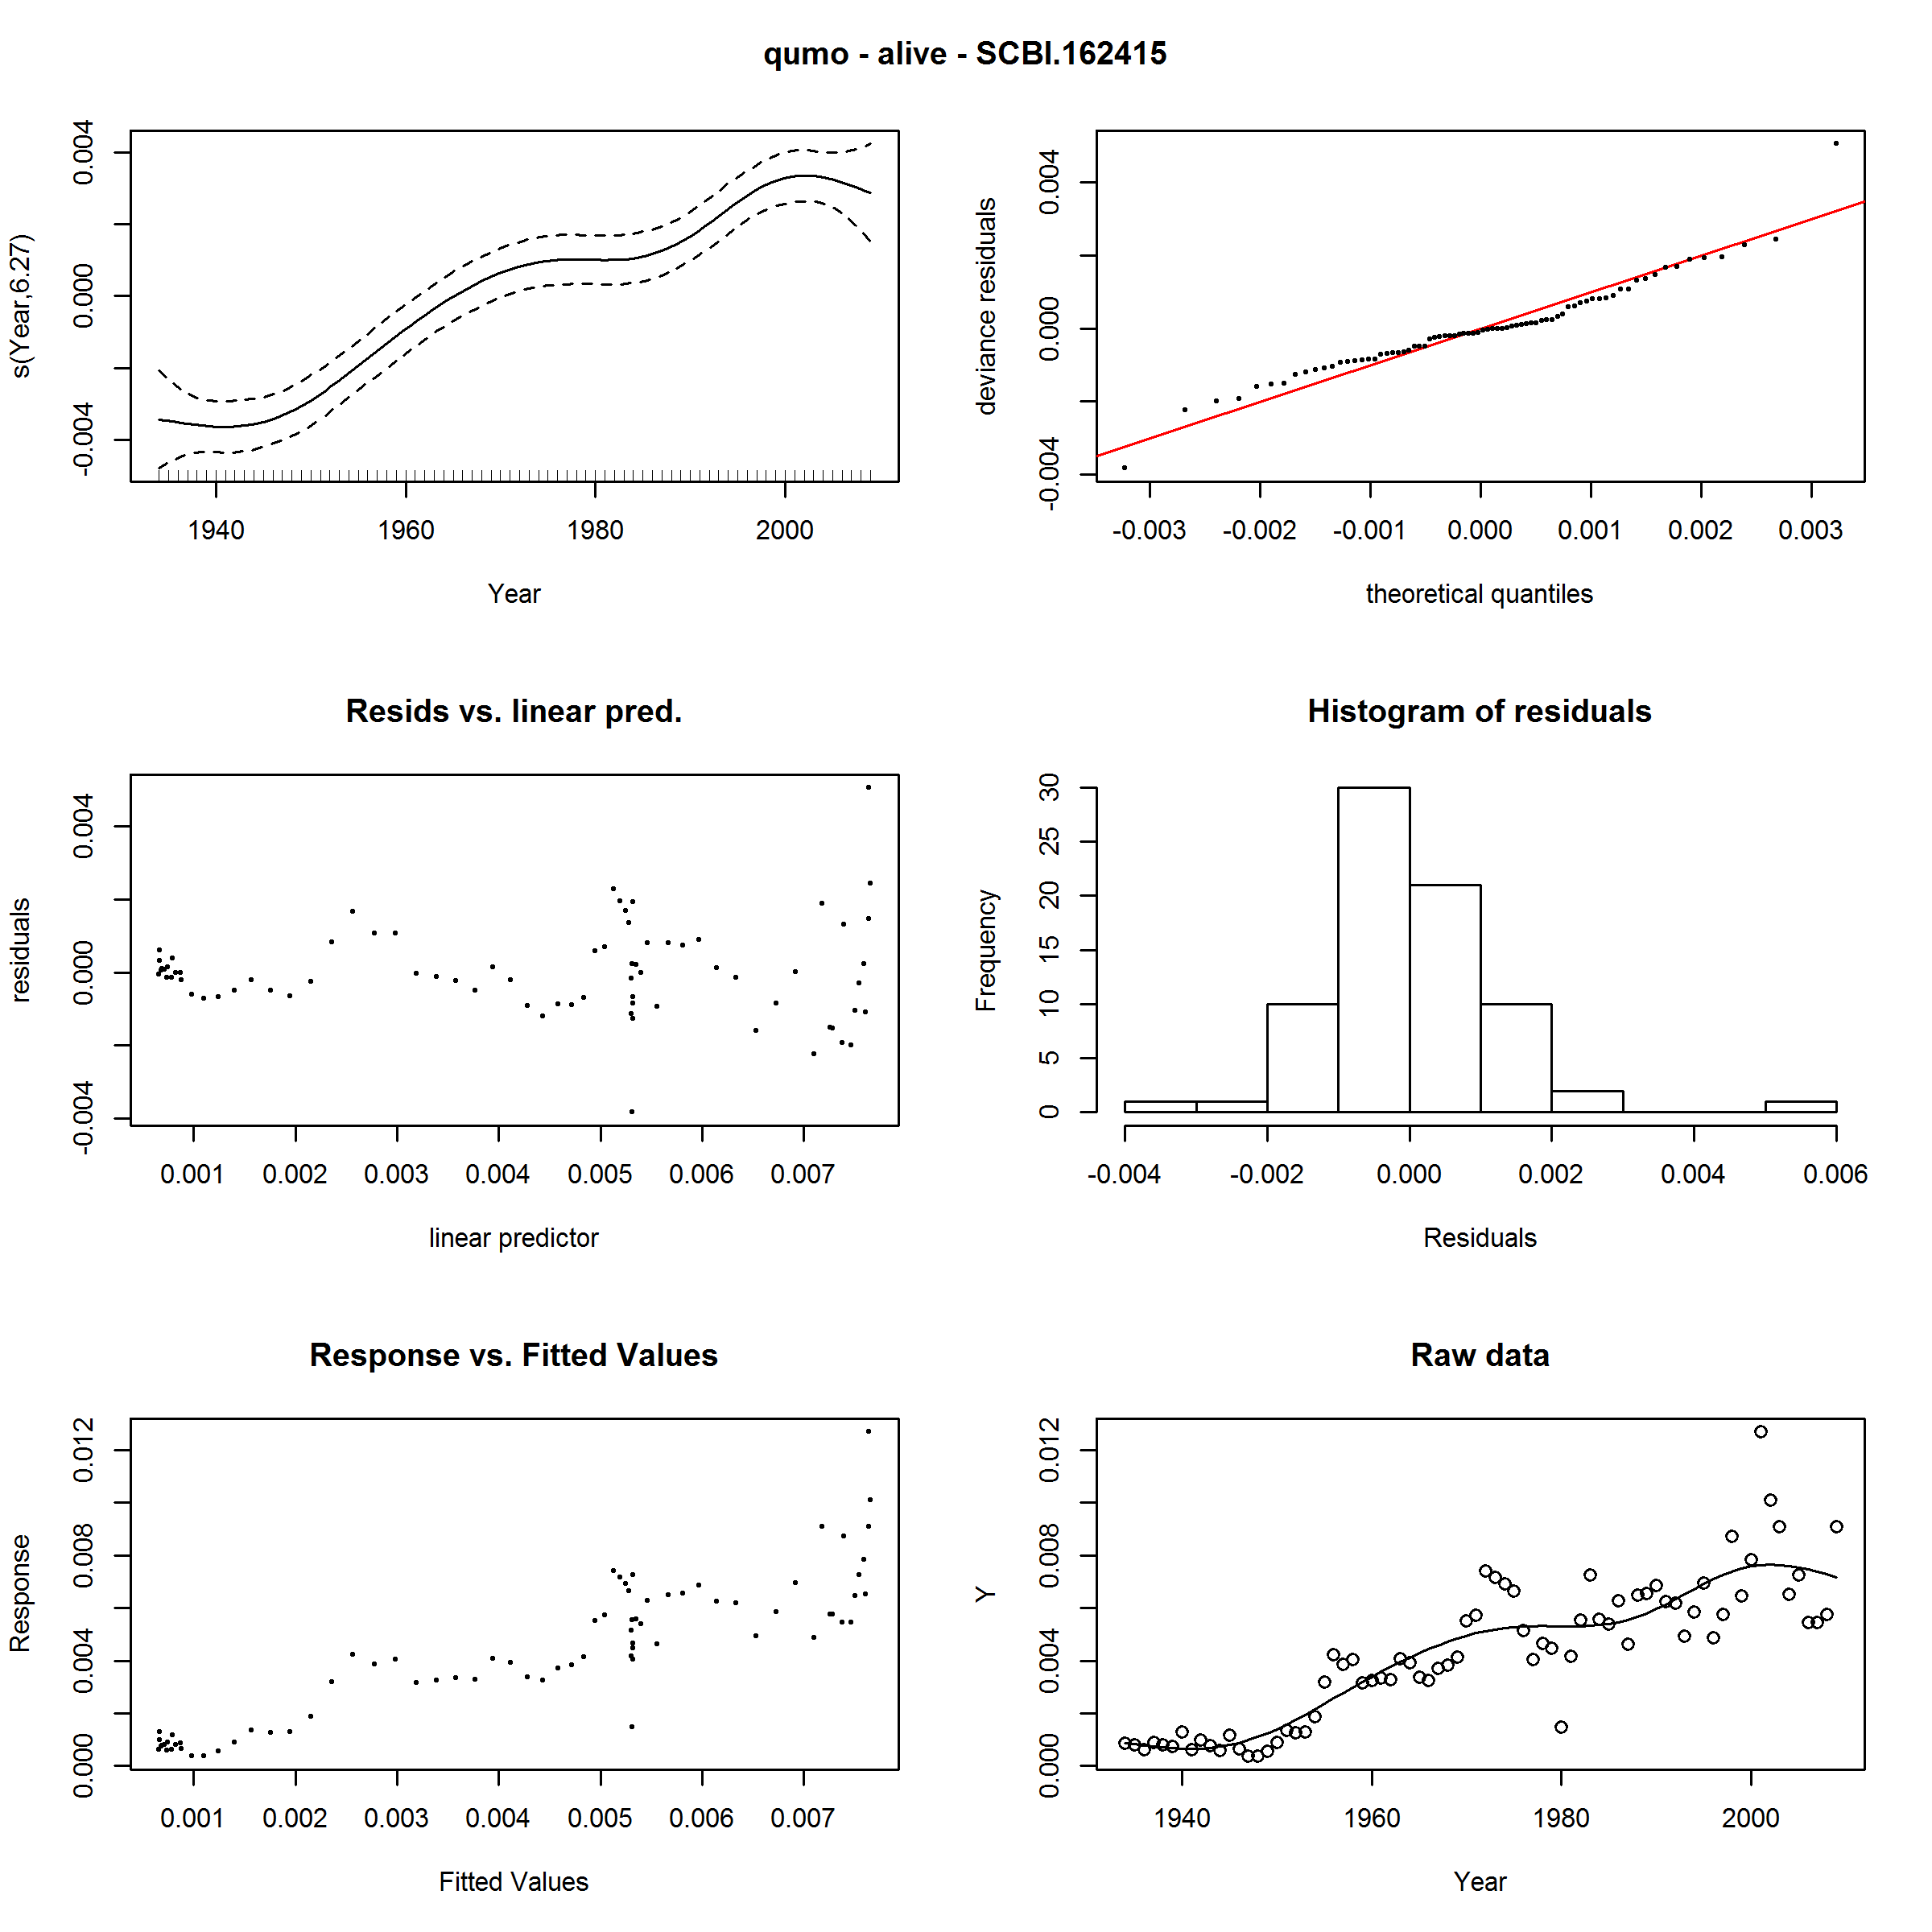 qumo - alive - SCBI.162415
s(Year,6.27)
-0.004 0.000 0.004
1940 1960 1980 2000
Year
deviance residuals
-0.004 0.000 0.004
-0.003 -0.002 -0.001 0.000 0.001 0.002 0.003
theoretical quantiles
Resids vs. linear pred.
residuals
-0.004 0.000 0.004
0.001 0.002 0.003 0.004 0.005 0.006 0.007
linear predictor
Histogram of residuals
Frequency
0 5 10 15 20 25 30
-0.004 -0.002 0.000 0.002 0.004 0.006
Residuals
Response vs. Fitted Values
Response
0.000 0.004 0.008 0.012
0.001 0.002 0.003 0.004 0.005 0.006 0.007
Fitted Values
Raw data
Y
0.000 0.004 0.008 0.012
1940 1960 1980 2000
Year